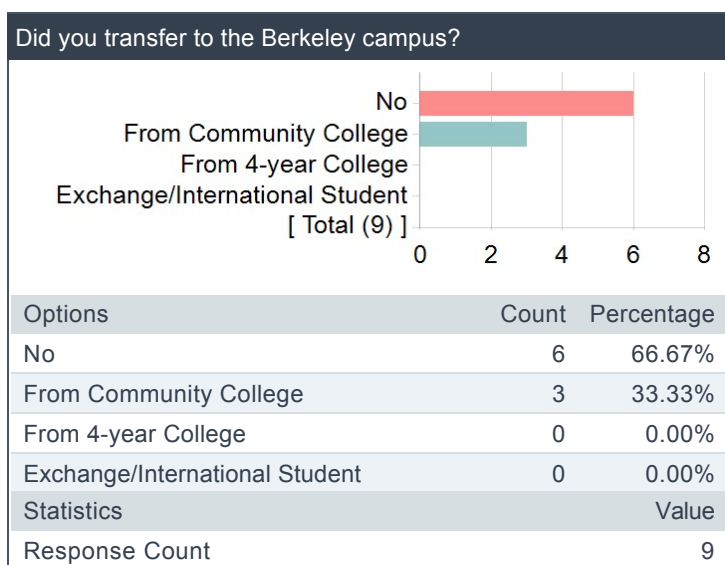 Did you transfer to the Berkeley campus?
No
From Community College
From 4-year College
Exchange/International Student
[ Total (9) ]
0 2 4 6 8
Options Count Percentage
No 6 66.67%
From Community College 3 33.33%
From 4-year College 0 0.00%
Exchange/International Student 0 0.00%
Statistics Value
Response Count 9